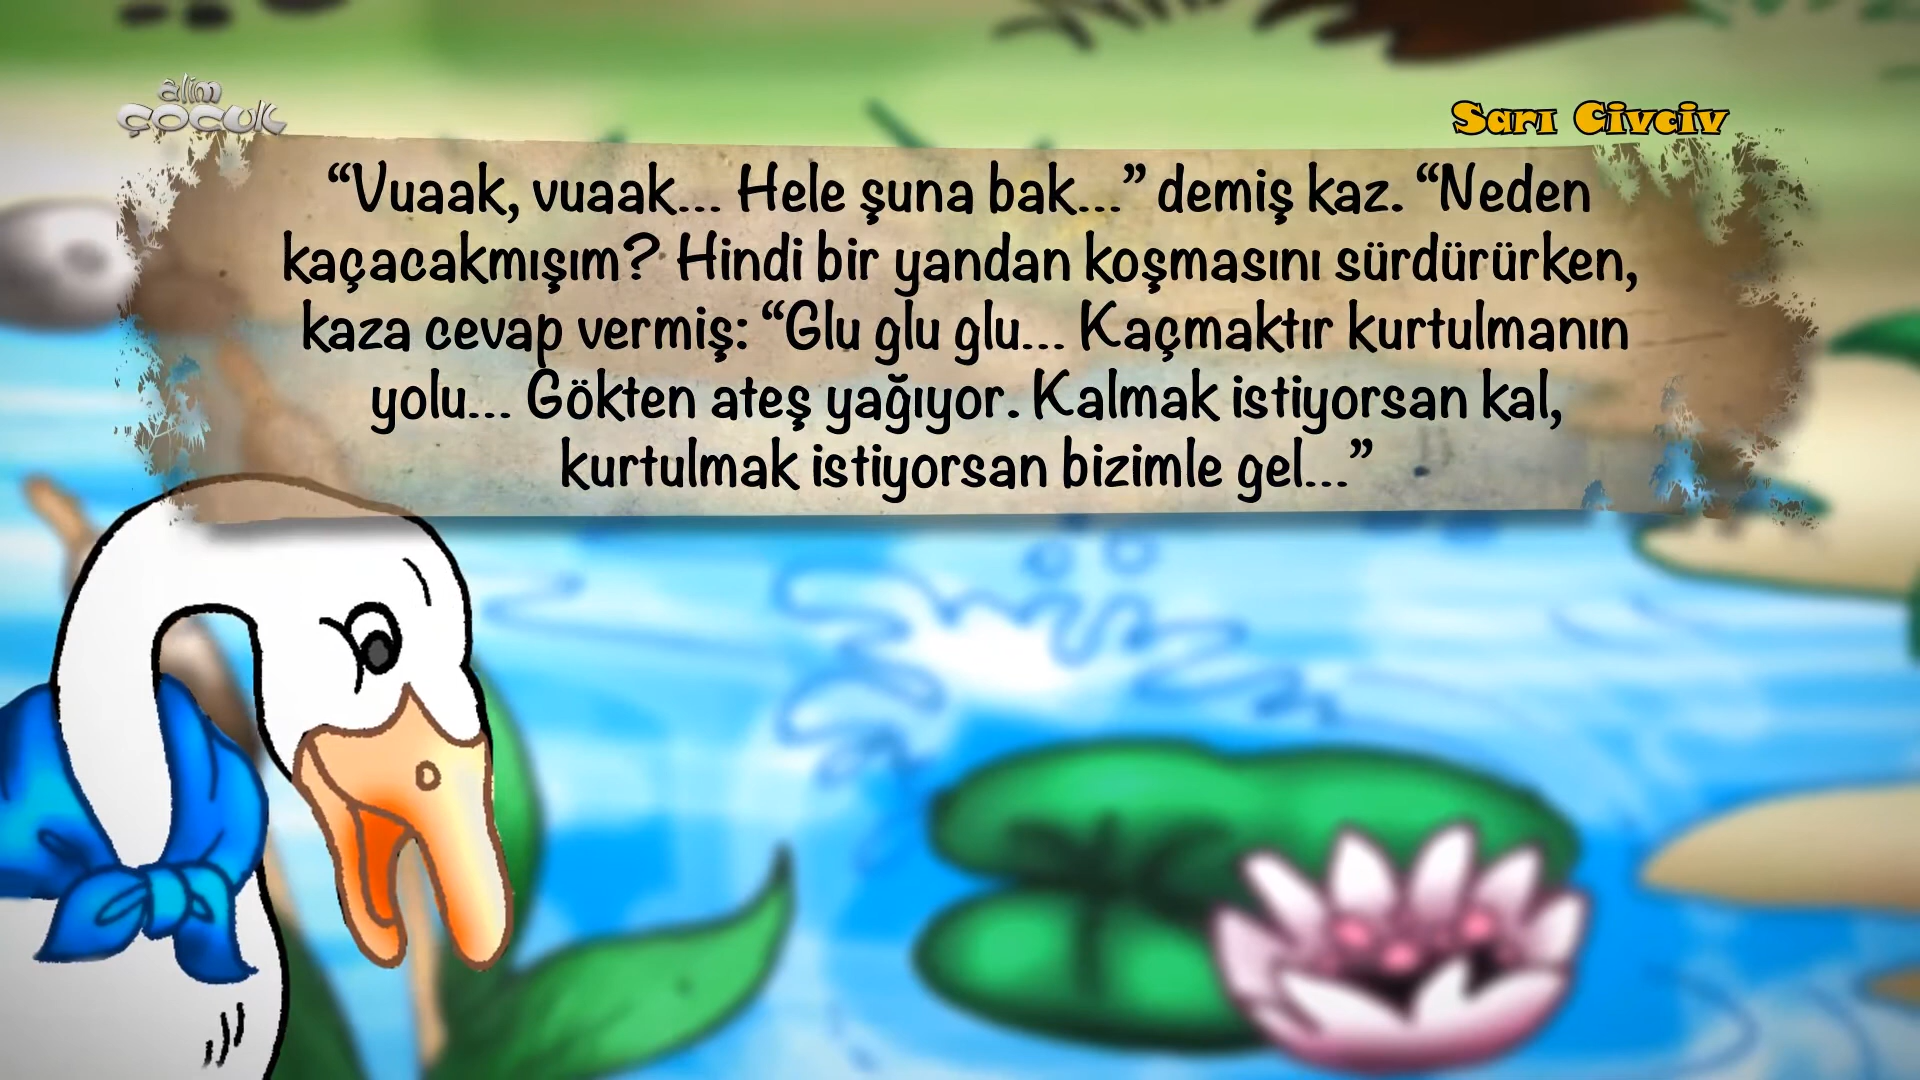 alim
ÇOCUK
Sarı Civciv
“Vuaak, vuaak... Hele şuna bak...” demiş kaz. “Neden
kaçacakmışım? Hindi bir yandan koşmasını sürdürürken,
kaza cevap vermiş: “Glu glu glu... Kaçmaktır kurtulmanın
yolu... Gökten ateş yağıyor. Kalmak istiyorsan kal,
kurtulmak istiyorsan bizimle gel...”